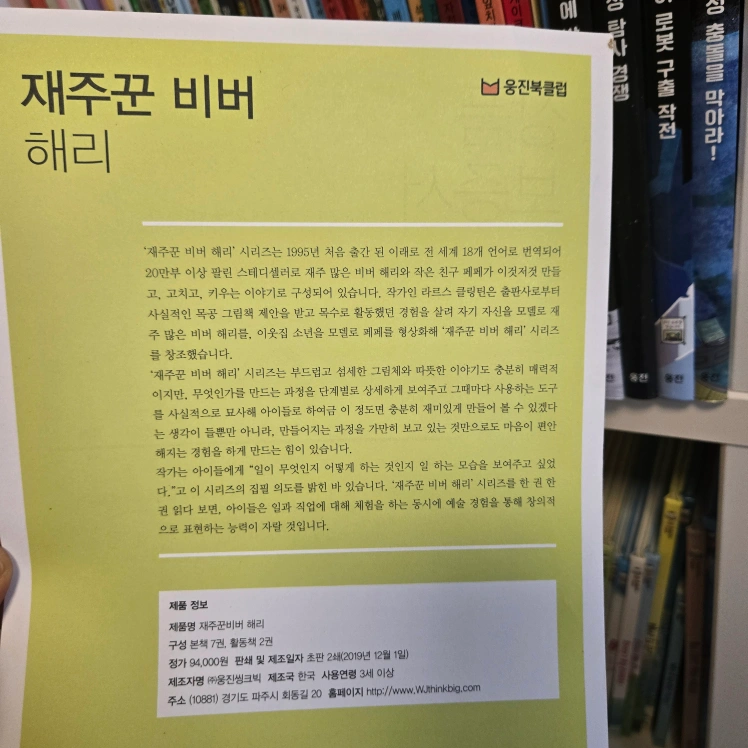 재주꾼 비버
해리
웅진북클럽
'재주꾼 비버 해리' 시리즈는 1995년 처음 출간 된 이래로 전 세계 18개 언어로 번역되어
20만부 이상 팔린 스테디셀러로 재주 많은 비버 해리와 작은 친구 페페가 이것저것 만들
고, 고치고, 키우는 이야기로 구성되어 있습니다. 작가인 라르스 클링틴은 출판사로부터
사실적인 목공 그림책 제안을 받고 목수로 활동했던 경험을 살려 자기 자신을 모델로 재
주 많은 비버 해리를, 이웃집 소년을 모델로 페페를 형상화해 '재주꾼 비버 해리' 시리즈
를 창조했습니다.
'재주꾼 비버 해리' 시리즈는 부드럽고 섬세한 그림체와 따뜻한 이야기도 충분히 매력적
이지만, 무엇인가를 만드는 과정을 단계별로 상세하게 보여주고 그때마다 사용하는 도구
를 사실적으로 묘사해 아이들로 하여금 이 정도면 충분히 재미있게 만들어 볼 수 있겠다
는 생각이 들뿐만 아니라, 만들어지는 과정을 가만히 보고 있는 것만으로도 마음이 편안
해지는 경험을 하게 만드는 힘이 있습니다.
작가는 아이들에게 "일이 무엇인지 어떻게 하는 것인지 일 하는 모습을 보여주고 싶었
다."고 이 시리즈의 집필 의도를 밝힌 바 있습니다. '재주꾼 비버 해리' 시리즈를 한 권 한
권 읽다 보면, 아이들은 일과 직업에 대해 체험을 하는 동시에 예술 경험을 통해 창의적
으로 표현하는 능력이 자랄 것입니다.
제품 정보
제품명 재주꾼비버 해리
구성 본책 7권, 활동책 2권
정가 94,000원 판쇄 및 제조일자 초판 2쇄(2019년 12월 1일)
제조자명 ㈜웅진씽크빅 제조국 한국 사용연령 3세 이상
주소 (10881) 경기도 파주시 회동길 20 홈페이지 http://www.WJthinkbig.com
탐사 경쟁
로봇 구출 작전
충돌을 막아라!
웅진
웅진
웅진